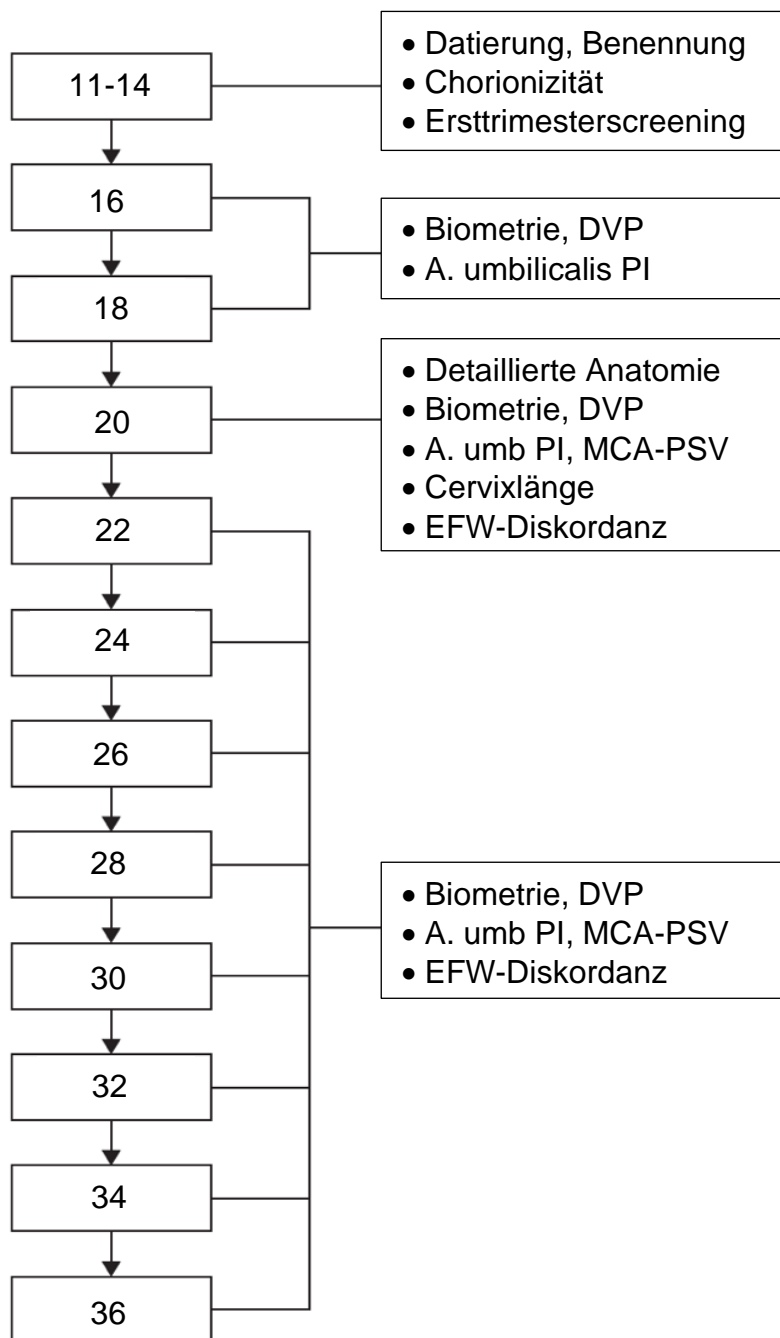 11-14
• Datierung, Benennung
• Chorionizität
• Ersttrimesterscreening
16
18
• Biometrie, DVP
• A. umbilicalis PI
20
• Detaillierte Anatomie
• Biometrie, DVP
• A. umb PI, MCA-PSV
• Cervixlänge
• EFW-Diskordanz
22
24
26
28
30
32
34
36
• Biometrie, DVP
• A. umb PI, MCA-PSV
• EFW-Diskordanz